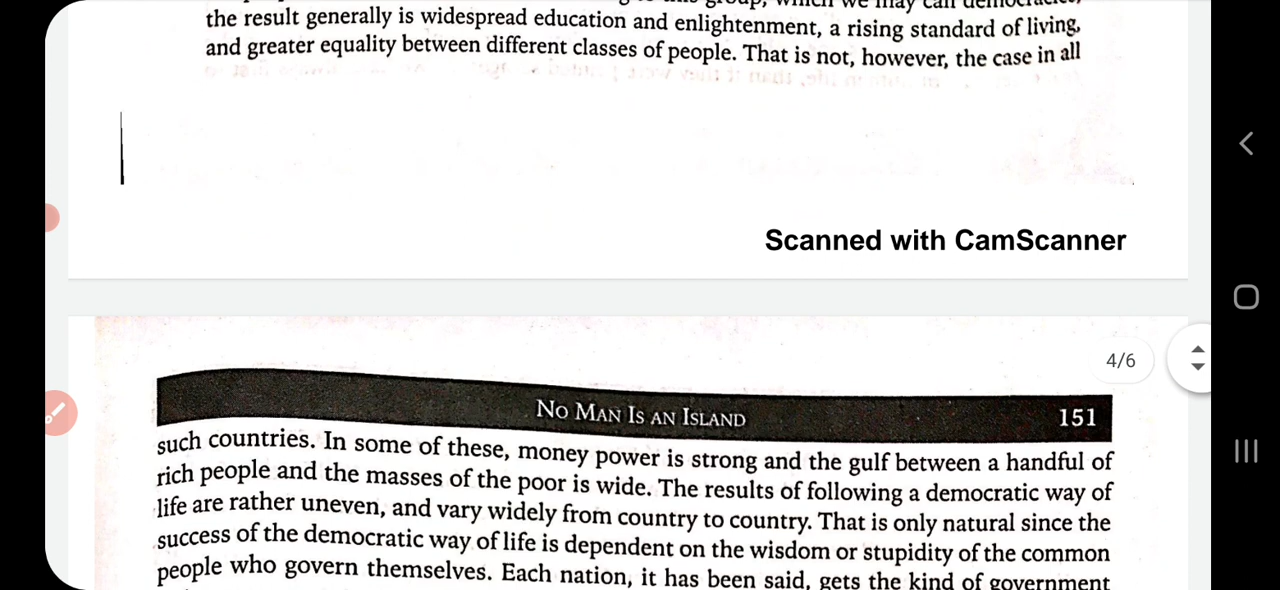 group, which we may call democracies,
the result generally is widespread education and enlightenment, a rising standard of living,
and greater equality between different classes of people. That is not, however, the case in all
Scanned with CamScanner
4/6
No Man Is an Island
151
such countries. In some of these, money power is strong and the gulf between a handful of
rich people and the masses of the poor is wide. The results of following a democratic way of
life are rather uneven, and vary widely from country to country. That is only natural since the
success of the democratic way of life is dependent on the wisdom or stupidity of the common
people who govern themselves. Each nation, it has been said, gets the kind of government